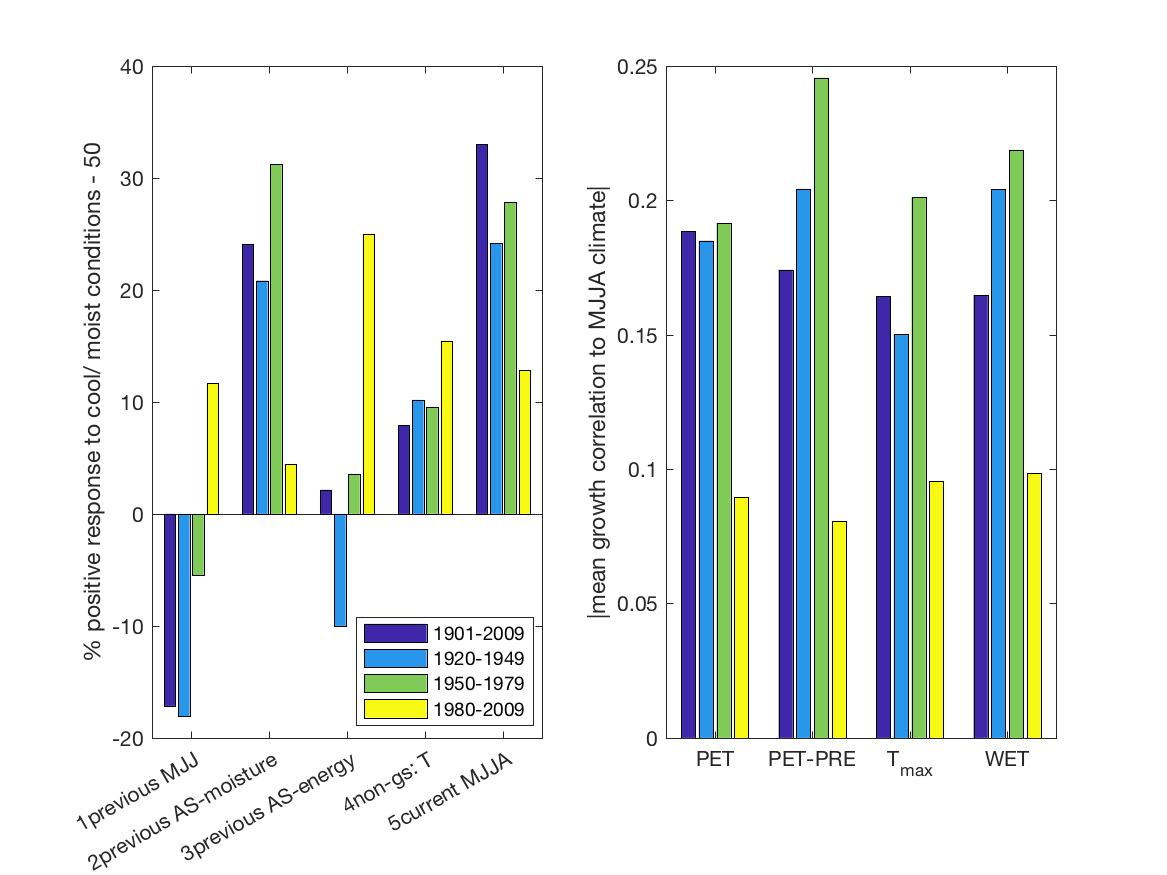 % positive response to cool/ moist conditions - 50
40
30
20
10
0
-10
-20
1previous MJJ
2previous AS-moisture
3previous AS-energy
4non-gs: T
5current MJJA
1901-2009
1920-1949
1950-1979
1980-2009
|mean growth correlation to MJJA climate|
0.25
0.2
0.15
0.1
0.05
0
PET
PET-PRE
Tmax
WET